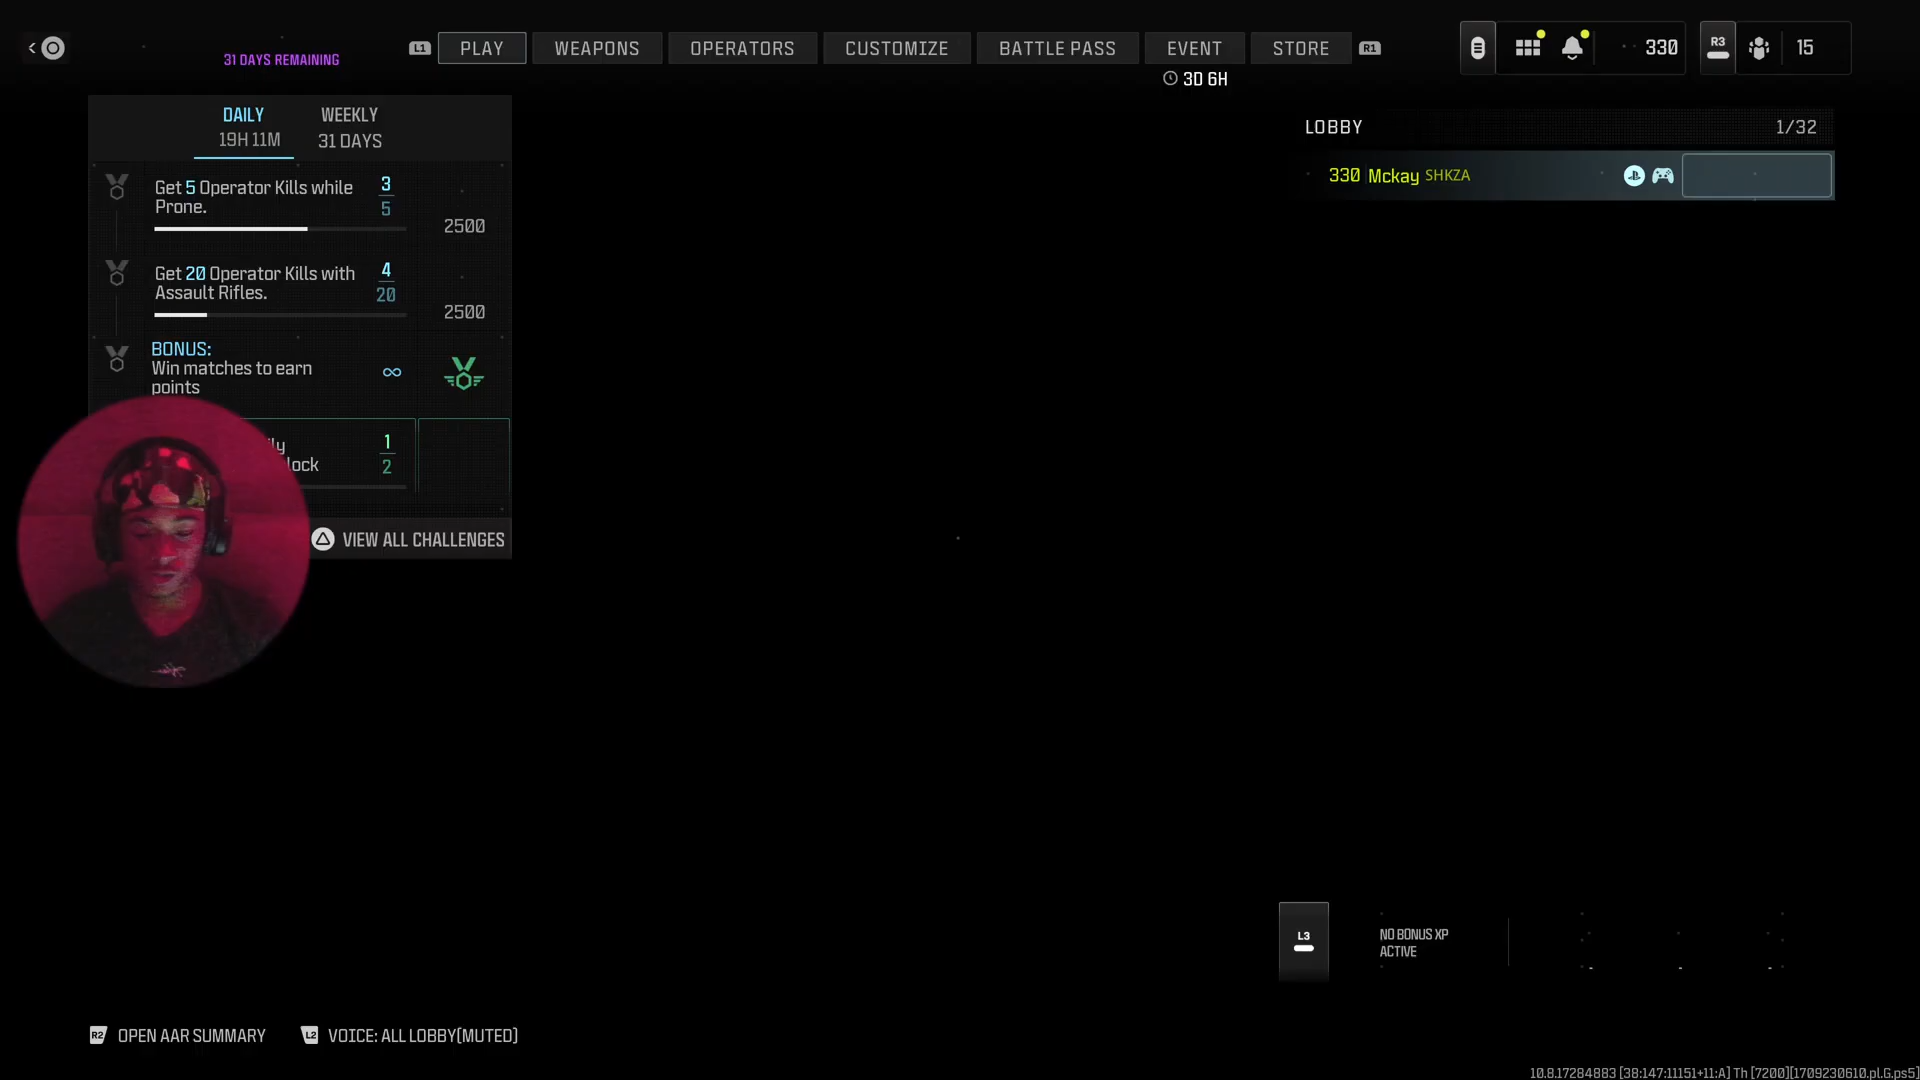 31 DAYS REMAINING
L1 PLAY WEAPONS OPERATORS CUSTOMIZE BATTLE PASS EVENT STORE R1
3D 6H
330 R3 15
DAILY WEEKLY
19H 11M 31 DAYS
Get 5 Operator Kills while
Prone.
3
5
2500
Get 20 Operator Kills with
Assault Rifles.
4
20
2500
BONUS:
Win matches to earn
points
∞
ly
lock
1
2
VIEW ALL CHALLENGES
LOBBY 1/32
330 Mckay SHKZA
L3
NO BONUS XP
ACTIVE
R2 OPEN AAR SUMMARY L2 VOICE: ALL LOBBY(MUTED)
10.8.17284883 [38:147:11151+11:A] Th [7200][1709230610.pl.G.ps5]